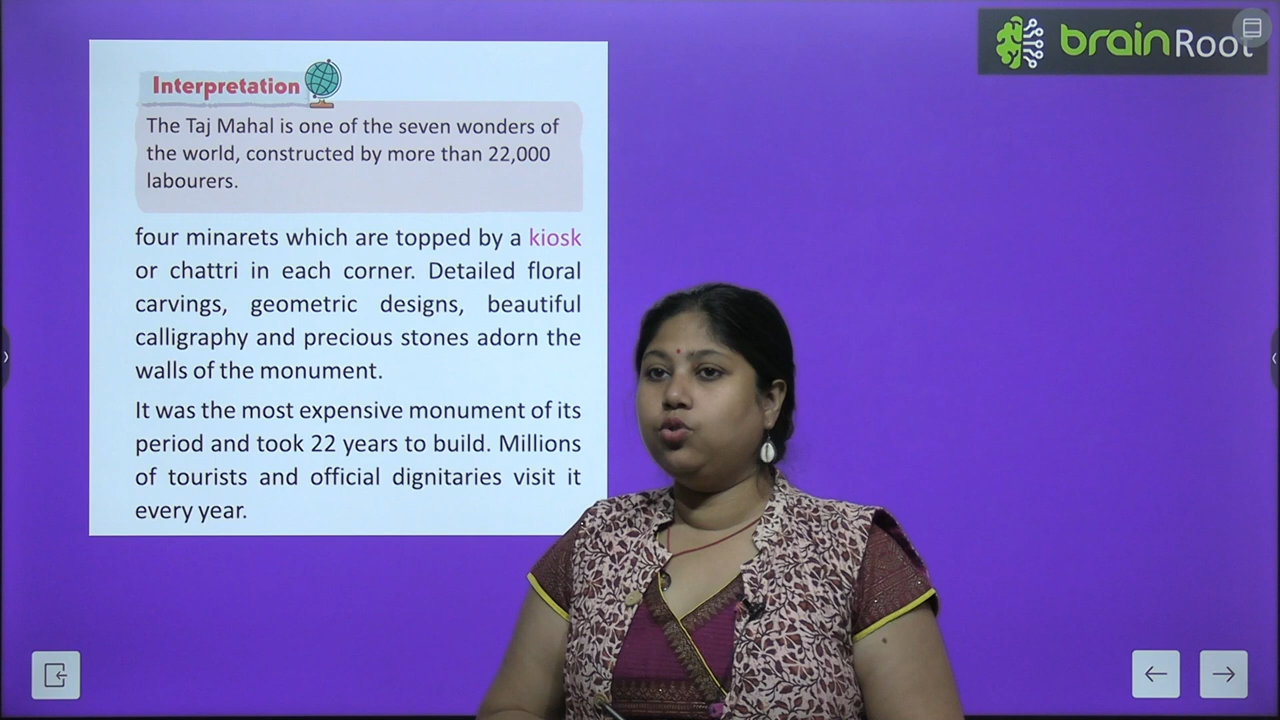 brainRoot
Interpretation
The Taj Mahal is one of the seven wonders of
the world, constructed by more than 22,000
labourers.
four minarets which are topped by a kiosk
or chattri in each corner. Detailed floral
carvings, geometric designs, beautiful
calligraphy and precious stones adorn the
walls of the monument.
It was the most expensive monument of its
period and took 22 years to build. Millions
of tourists and official dignitaries visit it
every year.